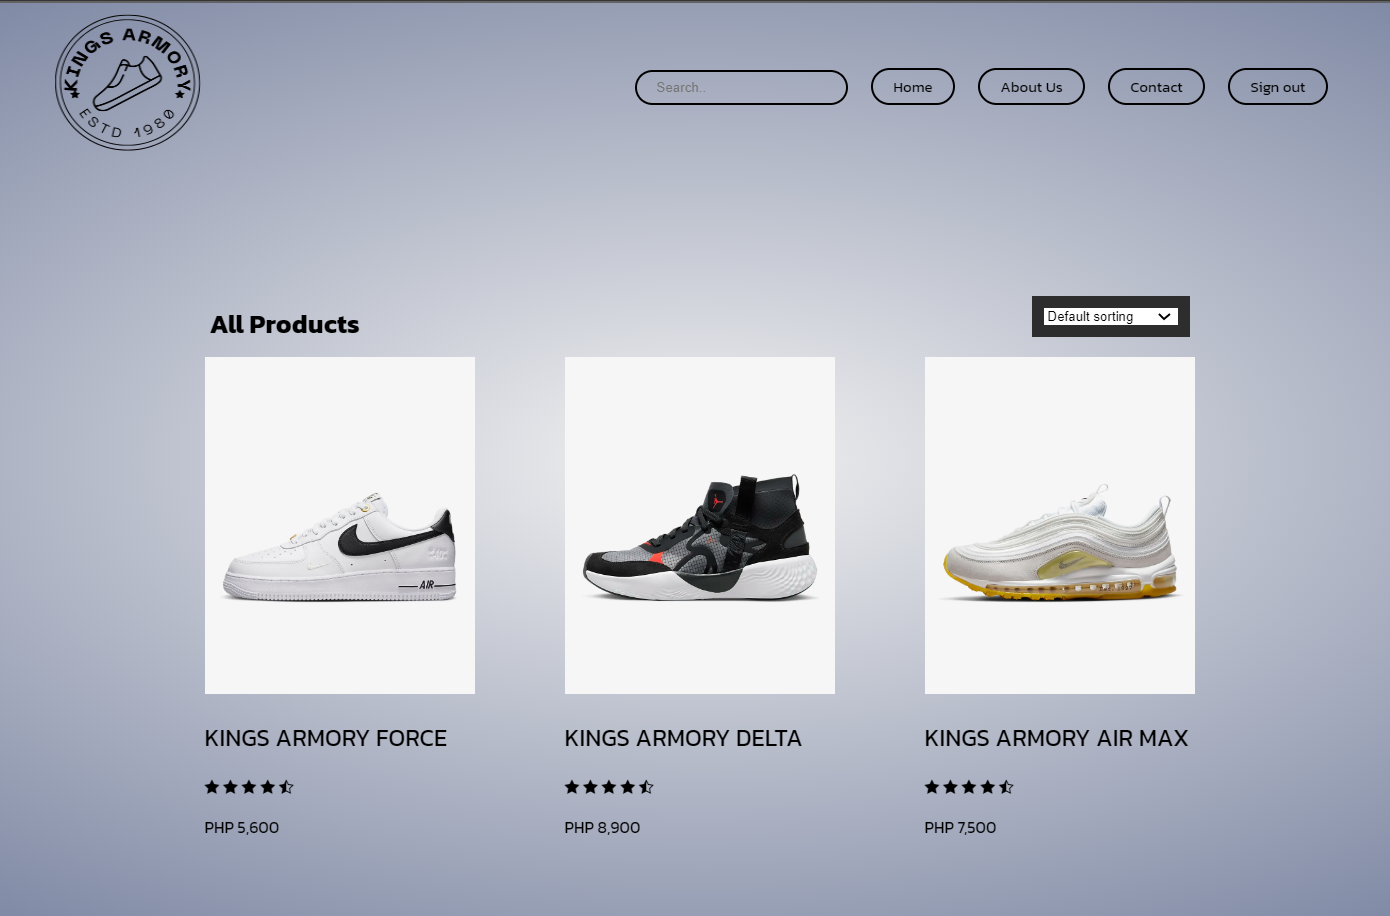 KINGS ARMORY
ESTD 1980
Search..
Home
About Us
Contact
Sign out
All Products
Default sorting
AIR
KINGS ARMORY FORCE
KINGS ARMORY DELTA
KINGS ARMORY AIR MAX
PHP 5,600
PHP 8,900
PHP 7,500